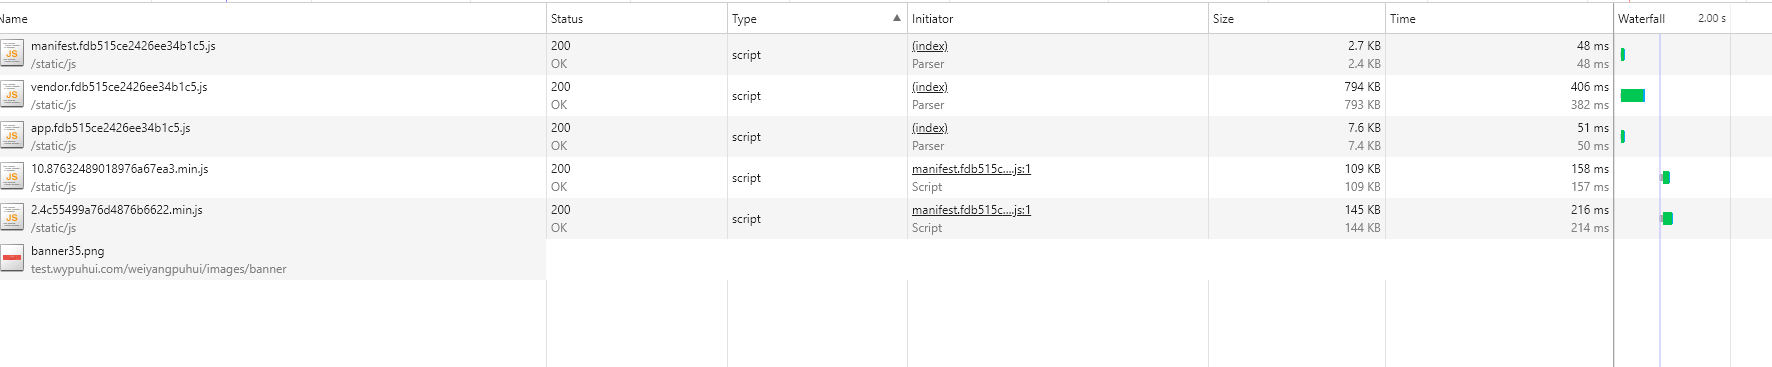 Name Status Type Initiator Size Time Waterfall 2.00 s
manifest.fdb515ce2426ee34b1c5.js 200 (index) 2.7 KB 48 ms
/static/js OK script Parser 2.4 KB 48 ms
vendor.fdb515ce2426ee34b1c5.js 200 (index) 794 KB 406 ms
/static/js OK script Parser 793 KB 382 ms
app.fdb515ce2426ee34b1c5.js 200 (index) 7.6 KB 51 ms
/static/js OK script Parser 7.4 KB 50 ms
10.87632489018976a67ea3.min.js 200 manifest.fdb515c....js:1 109 KB 158 ms
/static/js OK script Script 109 KB 157 ms
2.4c55499a76d4876b6622.min.js 200 manifest.fdb515c....js:1 145 KB 216 ms
/static/js OK script Script 144 KB 214 ms
banner35.png
test.wypuhui.com/weiyangpuhui/images/banner